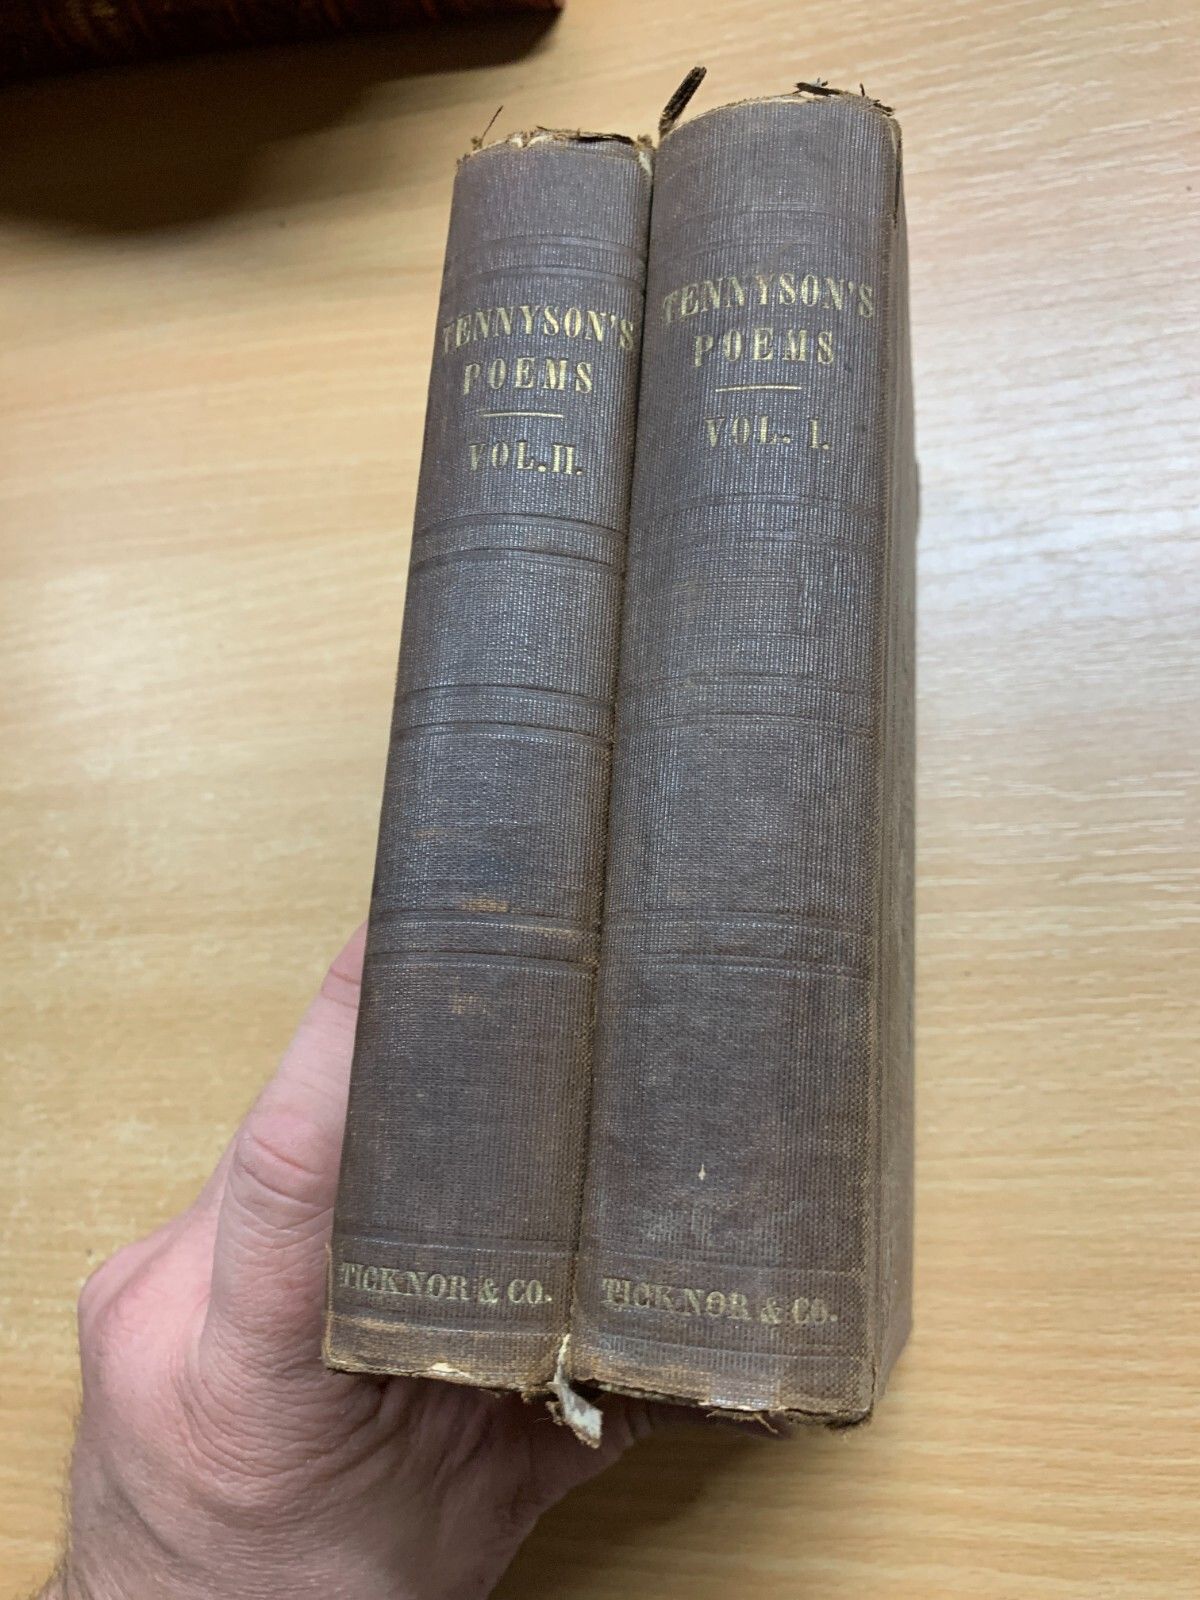 TENNYSON'S
POEMS
VOL. II.
TICKNOR & CO.
TENNYSON'S
POEMS
VOL. I.
TICKNOR & CO.